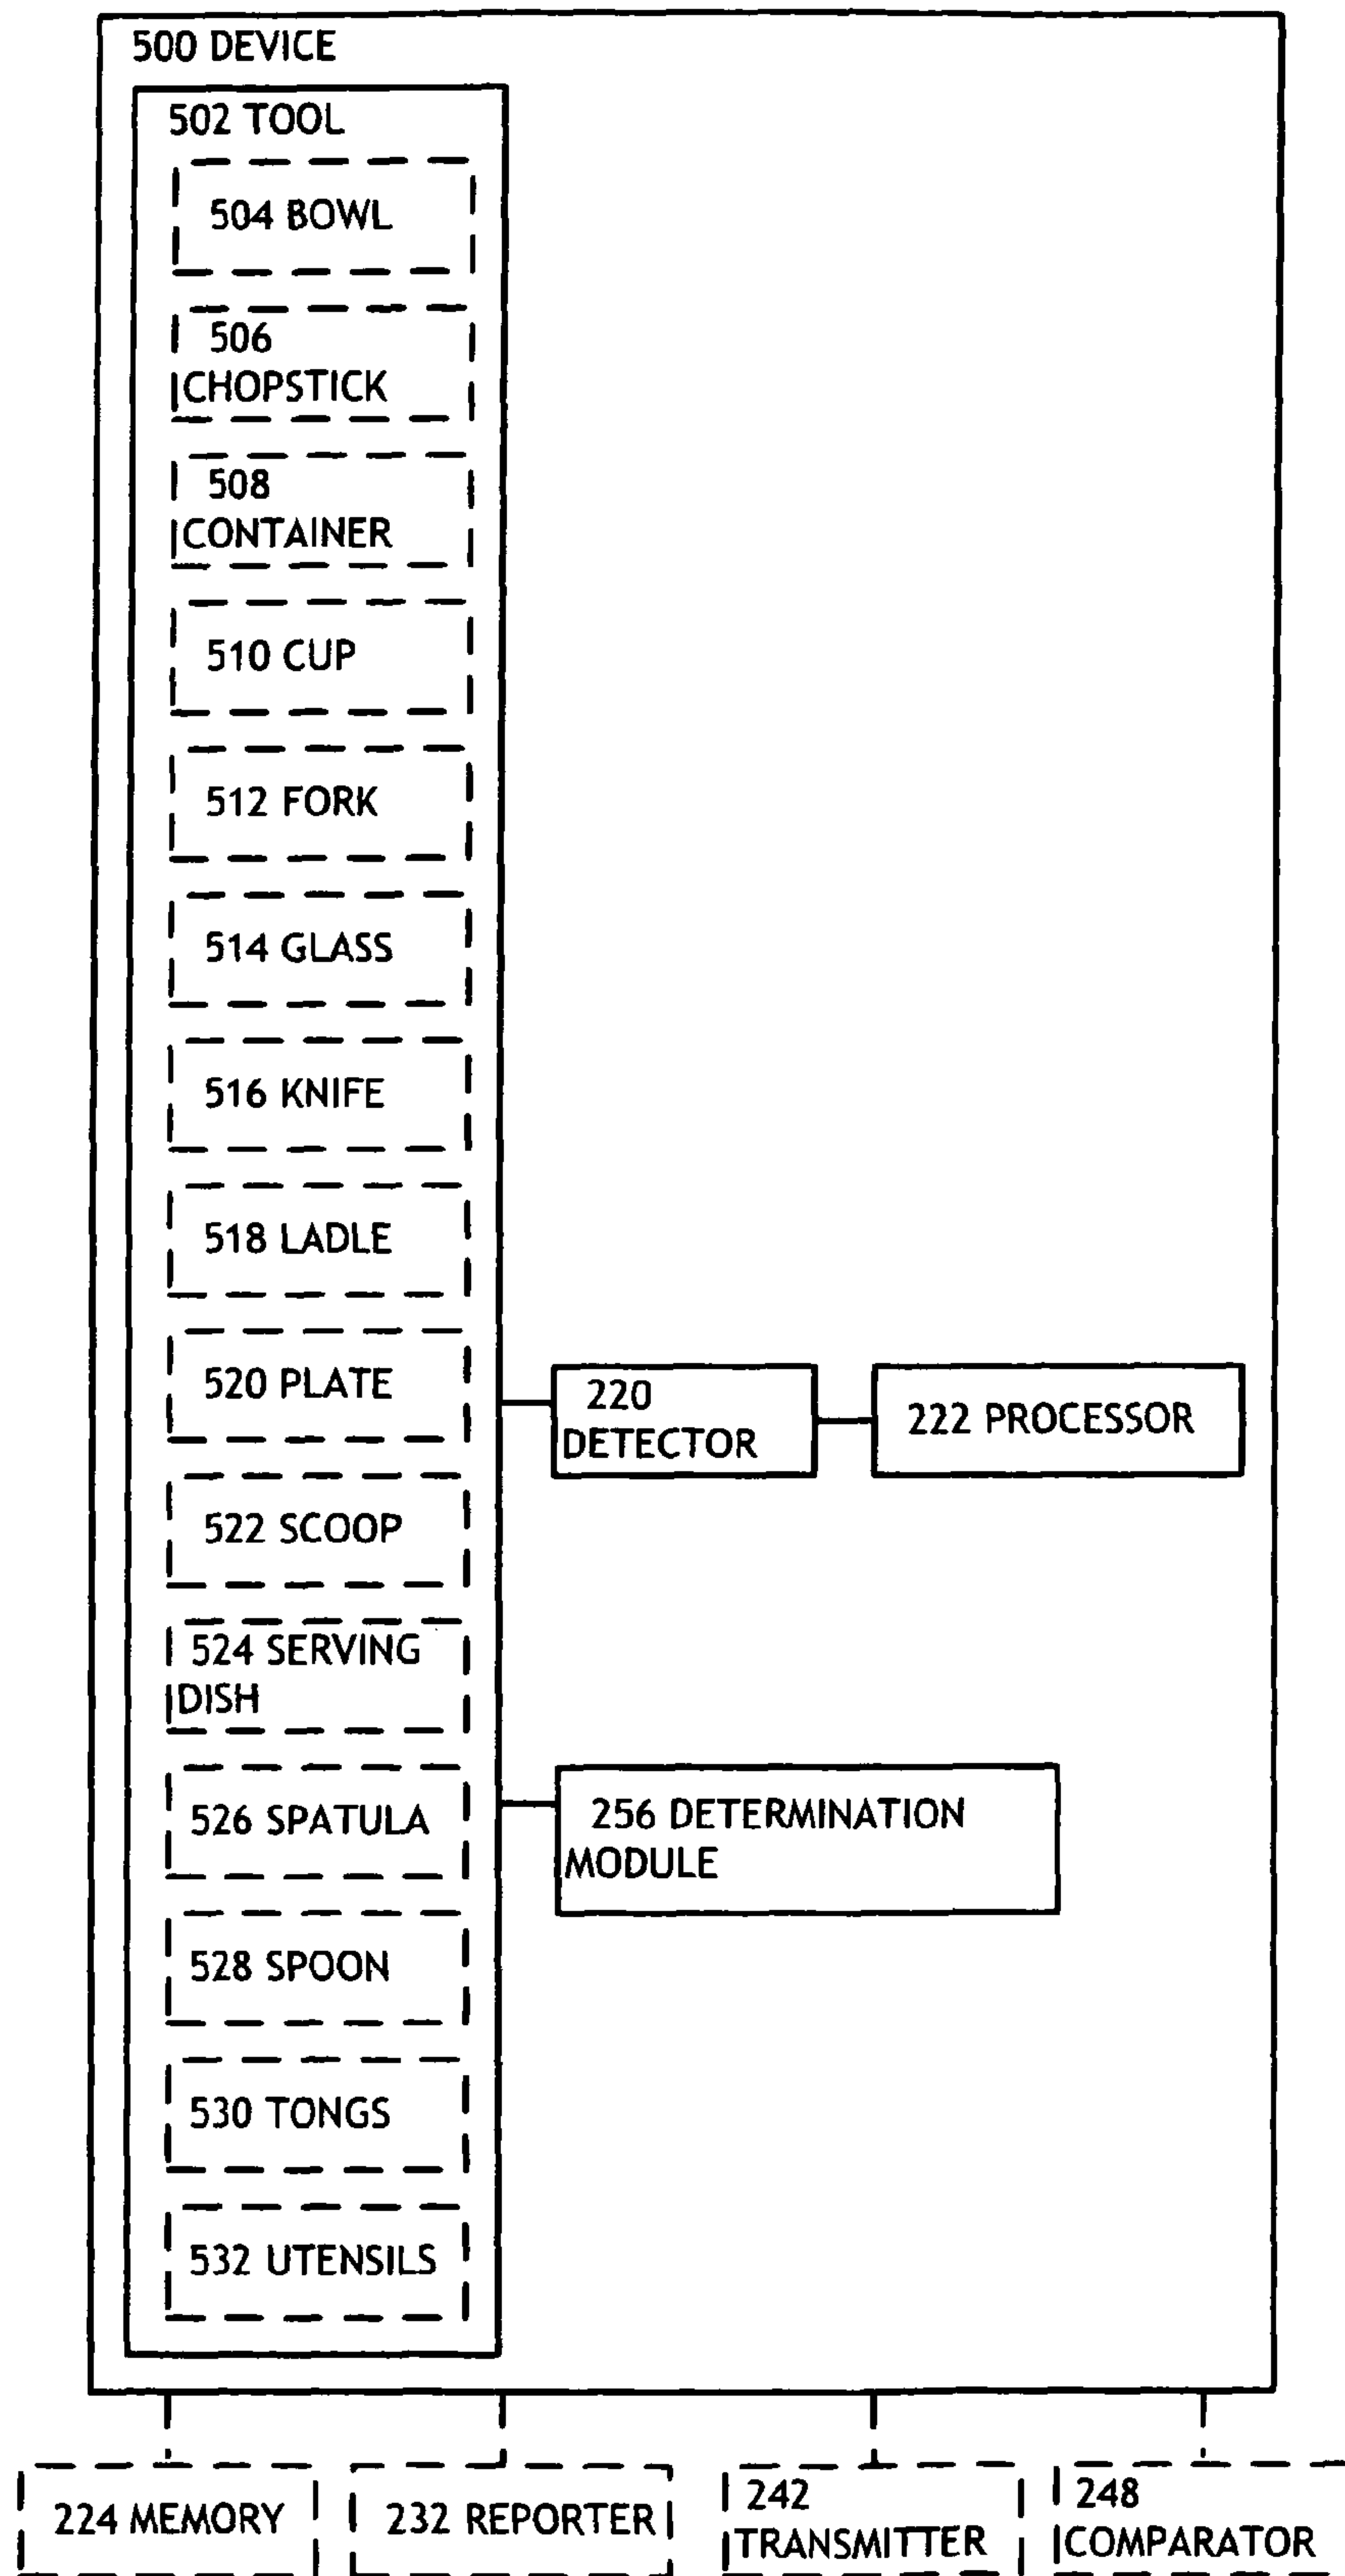 500 DEVICE
502 TOOL
504 BOWL
506
CHOPSTICK
508
CONTAINER
510 CUP
512 FORK
514 GLASS
516 KNIFE
518 LADLE
520 PLATE
522 SCOOP
524 SERVING
DISH
526 SPATULA
528 SPOON
530 TONGS
532 UTENSILS
220
DETECTOR
222 PROCESSOR
256 DETERMINATION
MODULE
224 MEMORY
232 REPORTER
242
TRANSMITTER
248
COMPARATOR